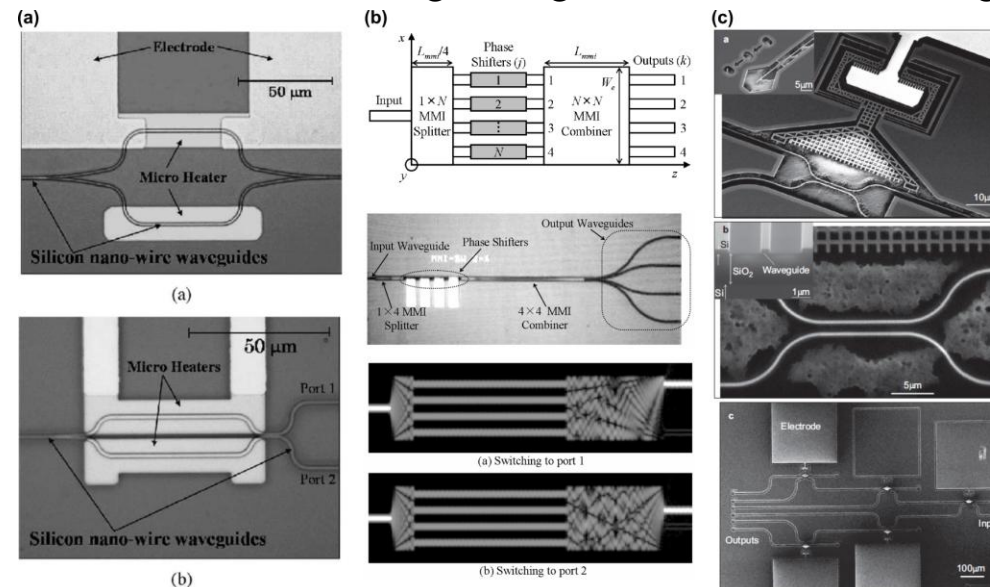 (a)
Electrode
50 μm
Micro Heater
Silicon nano-wire waveguides
(a)
50 μm
Micro Heaters
Port 1
Port 2
Silicon nano-wire waveguides
(b)
(b)
x
L_mmi/4
Phase
Shifters (j)
L_mmi
Outputs (k)
Input
1 × N
MMI
Splitter
1
2
⋮
N
1
2
3
4
W_e
N×N
MMI
Combiner
1
2
3
4
y
z
Input Waveguide
Phase Shifters
Output Waveguides
1×4 MMI
Splitter
4×4 MMI
Combiner
(a) Switching to port 1
(b) Switching to port 2
(c)
a
5μm
10μm
b
Si
SiO2
Si
Waveguide
1μm
5μm
c
Electrode
Outputs
100μm